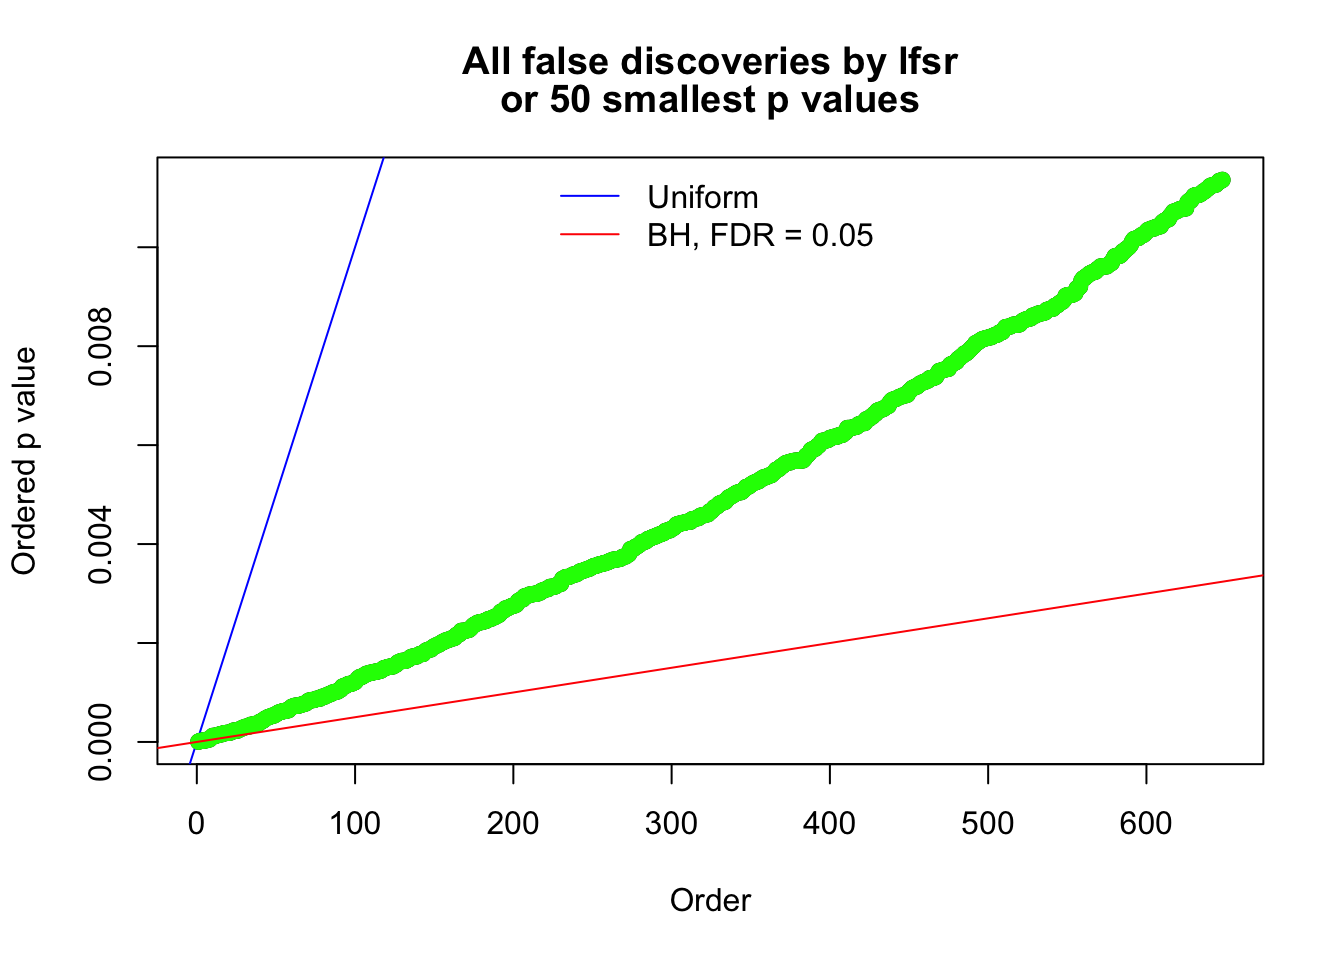 All false discoveries by lfsr
or 50 smallest p values
Uniform
BH, FDR = 0.05
Ordered p value
0.008
0.004
0.000
0 100 200 300 400 500 600
Order